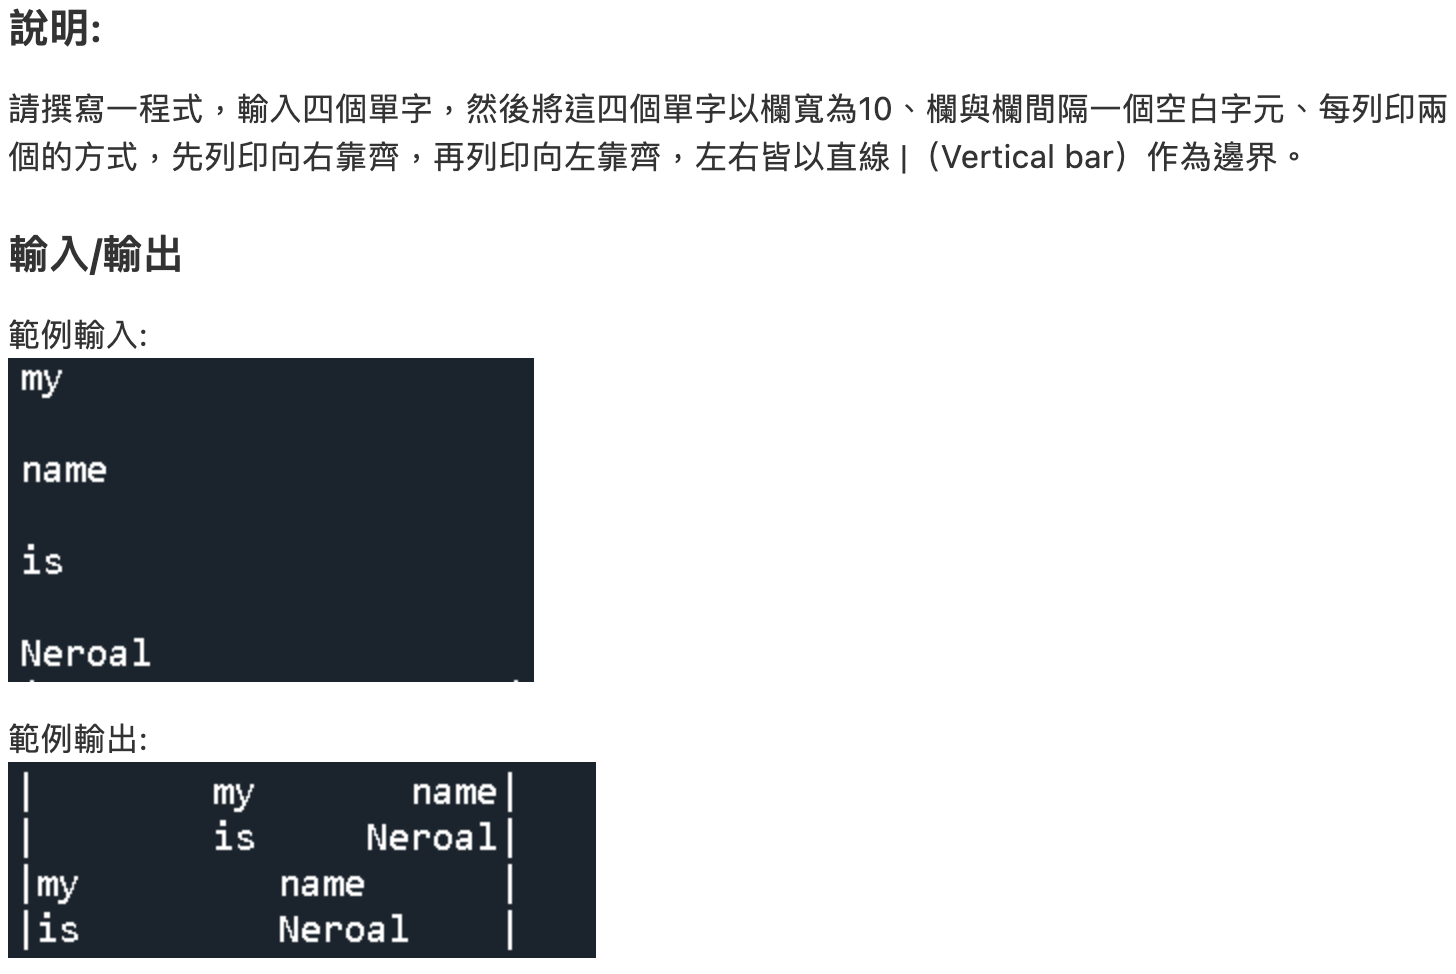 說明:
請撰寫一程式，輸入四個單字，然後將這四個單字以欄寬為10、欄與欄間隔一個空白字元、每列印兩
個的方式，先列印向右靠齊，再列印向左靠齊，左右皆以直線 |（Vertical bar）作為邊界。
輸入/輸出
範例輸入:
my
name
is
Neroal
範例輸出:
|        my       name|
|        is     Neroal|
|my         name      |
|is         Neroal    |